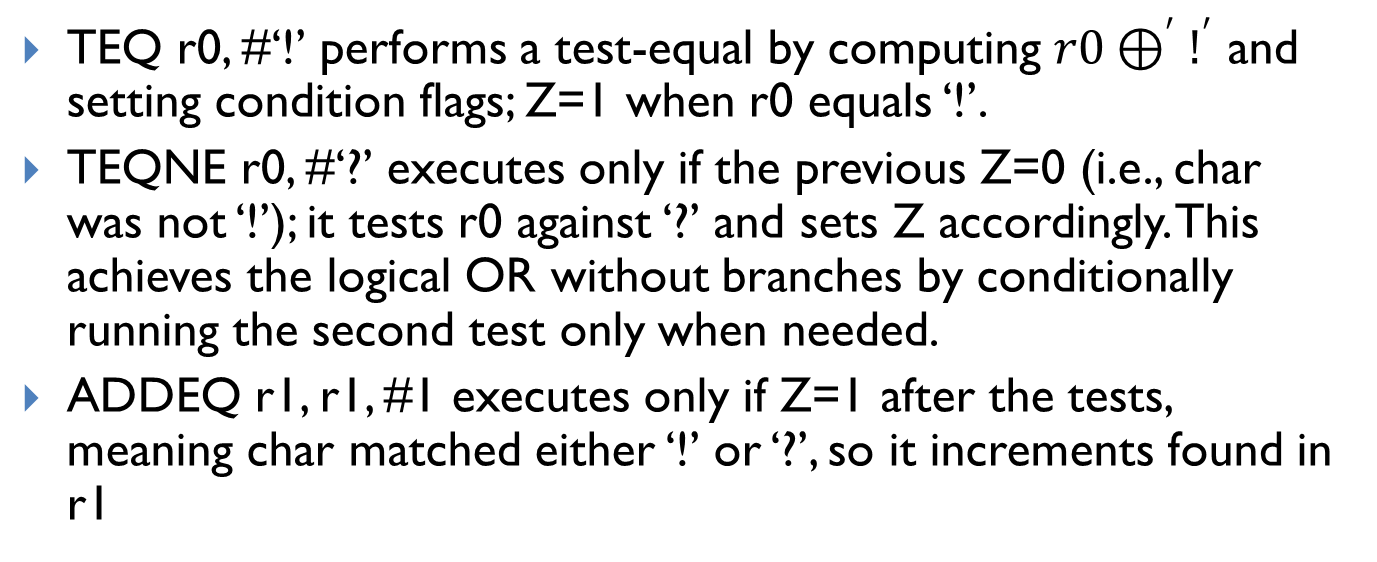 TEQ r0, #‘!’ performs a test-equal by computing r0 ⊕′ !′ and
setting condition flags; Z=1 when r0 equals ‘!’.
TEQNE r0, #‘?’ executes only if the previous Z=0 (i.e., char
was not ‘!’); it tests r0 against ‘?’ and sets Z accordingly. This
achieves the logical OR without branches by conditionally
running the second test only when needed.
ADDEQ r1, r1, #1 executes only if Z=1 after the tests,
meaning char matched either ‘!’ or ‘?’, so it increments found in
r1